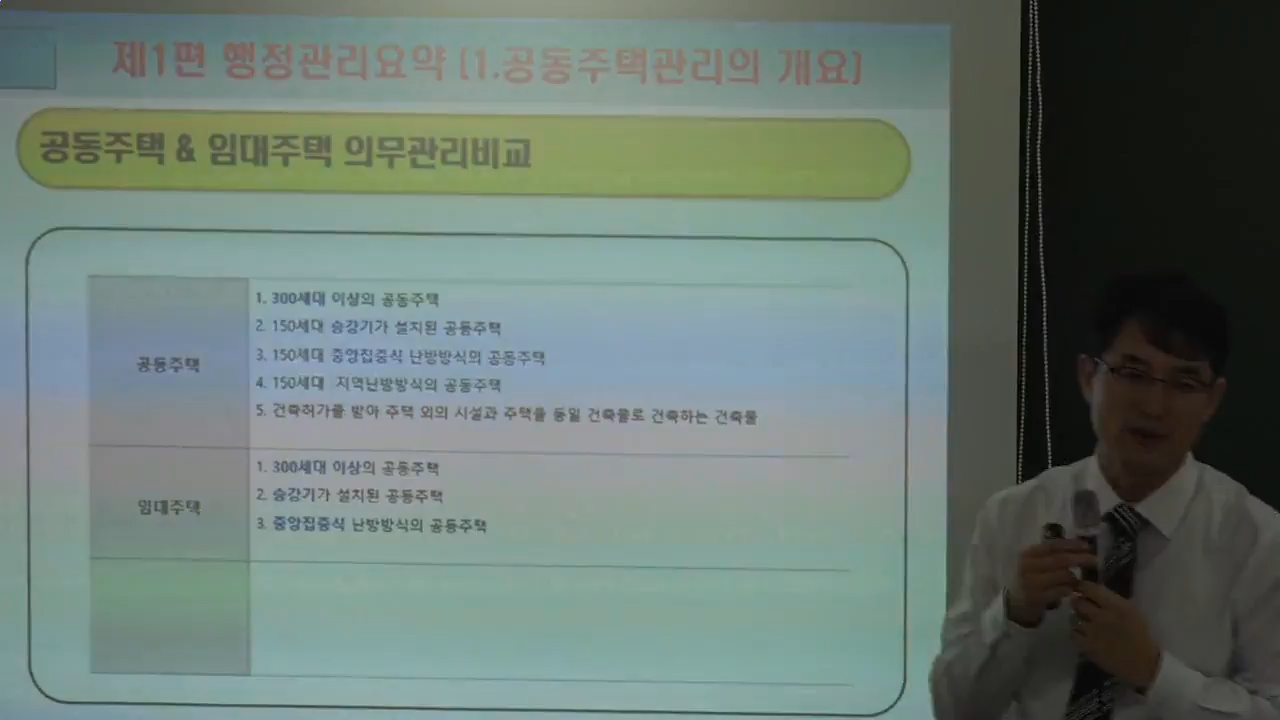 제1편 행정관리요약 [1.공동주택관리의 개요]
공동주택 & 임대주택 의무관리비교
공동주택
1. 300세대 이상의 공동주택
2. 150세대 승강기가 설치된 공동주택
3. 150세대 중앙집중식 난방방식의 공동주택
4. 150세대 지역난방방식의 공동주택
5. 건축허가를 받아 주택 외의 시설과 주택을 동일 건축물로 건축하는 건축물
임대주택
1. 300세대 이상의 공동주택
2. 승강기가 설치된 공동주택
3. 중앙집중식 난방방식의 공동주택